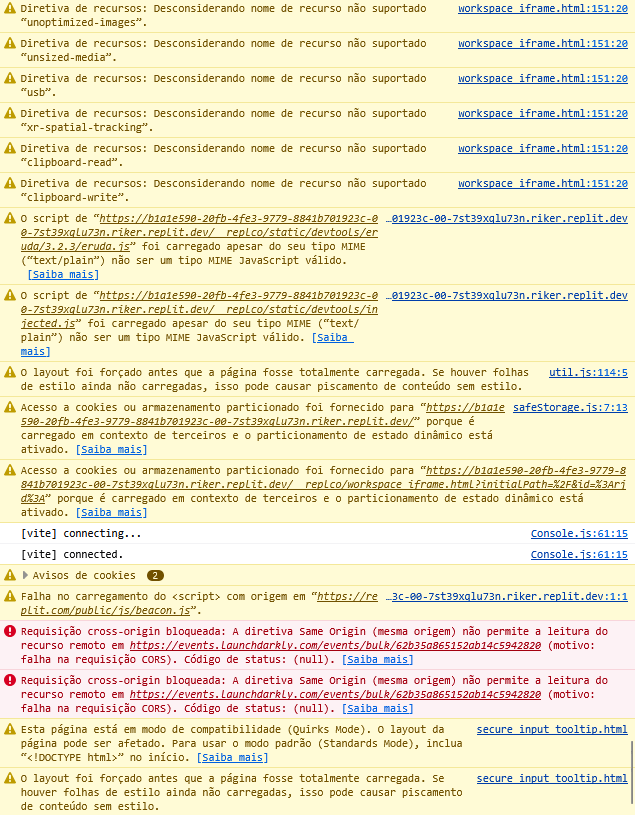 Diretiva de recursos: Desconsiderando nome de recurso não suportado workspace_iframe.html:151:20
“unoptimized-images”.
Diretiva de recursos: Desconsiderando nome de recurso não suportado workspace_iframe.html:151:20
“unsized-media”.
Diretiva de recursos: Desconsiderando nome de recurso não suportado workspace_iframe.html:151:20
“usb”.
Diretiva de recursos: Desconsiderando nome de recurso não suportado workspace_iframe.html:151:20
“xr-spatial-tracking”.
Diretiva de recursos: Desconsiderando nome de recurso não suportado workspace_iframe.html:151:20
“clipboard-read”.
Diretiva de recursos: Desconsiderando nome de recurso não suportado workspace_iframe.html:151:20
“clipboard-write”.
O script de “https://b1a1e590-20fb-4fe3-9779-8841b701923c-0 …01923c-00-7st39xqlu73n.riker.replit.dev
0-7st39xqlu73n.riker.replit.dev/__replco/static/devtools/er
uda/3.2.3/eruda.js” foi carregado apesar do seu tipo MIME
(“text/plain”) não ser um tipo MIME JavaScript válido.
[Saiba mais]
O script de “https://b1a1e590-20fb-4fe3-9779-8841b701923c-0 …01923c-00-7st39xqlu73n.riker.replit.dev
0-7st39xqlu73n.riker.replit.dev/__replco/static/devtools/in
jected.js” foi carregado apesar do seu tipo MIME (“text/
plain”) não ser um tipo MIME JavaScript válido. [Saiba
mais]
O layout foi forçado antes que a página fosse totalmente carregada. Se houver folhas util.js:114:5
de estilo ainda não carregadas, isso pode causar piscamento de conteúdo sem estilo.
Acesso a cookies ou armazenamento particionado foi fornecido para “https://b1a1e safeStorage.js:7:13
590-20fb-4fe3-9779-8841b701923c-00-7st39xqlu73n.riker.replit.dev/” porque é
carregado em contexto de terceiros e o particionamento de estado dinâmico está
ativado. [Saiba mais]
Acesso a cookies ou armazenamento particionado foi fornecido para “https://b1a1e590-20fb-4fe3-9779-8
841b701923c-00-7st39xqlu73n.riker.replit.dev/__replco/workspace_iframe.html?initialPath=%2F&id=%3Arj
d%3A” porque é carregado em contexto de terceiros e o particionamento de estado dinâmico está
ativado. [Saiba mais]
[vite] connecting... Console.js:61:15
[vite] connected. Console.js:61:15
Avisos de cookies 2
Falha no carregamento do <script> com origem em “https://re …3c-00-7st39xqlu73n.riker.replit.dev:1:1
plit.com/public/js/beacon.js”.
Requisição cross-origin bloqueada: A diretiva Same Origin (mesma origem) não permite a leitura do
recurso remoto em https://events.launchdarkly.com/events/bulk/62b35a865152ab14c5942820 (motivo:
falha na requisição CORS). Código de status: (null). [Saiba mais]
Requisição cross-origin bloqueada: A diretiva Same Origin (mesma origem) não permite a leitura do
recurso remoto em https://events.launchdarkly.com/events/bulk/62b35a865152ab14c5942820 (motivo:
falha na requisição CORS). Código de status: (null). [Saiba mais]
Esta página está em modo de compatibilidade (Quirks Mode). O layout da secure_input_tooltip.html
página pode ser afetado. Para usar o modo padrão (Standards Mode), inclua
“<!DOCTYPE html>” no início. [Saiba mais]
O layout foi forçado antes que a página fosse totalmente carregada. Se secure_input_tooltip.html
houver folhas de estilo ainda não carregadas, isso pode causar piscamento
de conteúdo sem estilo.